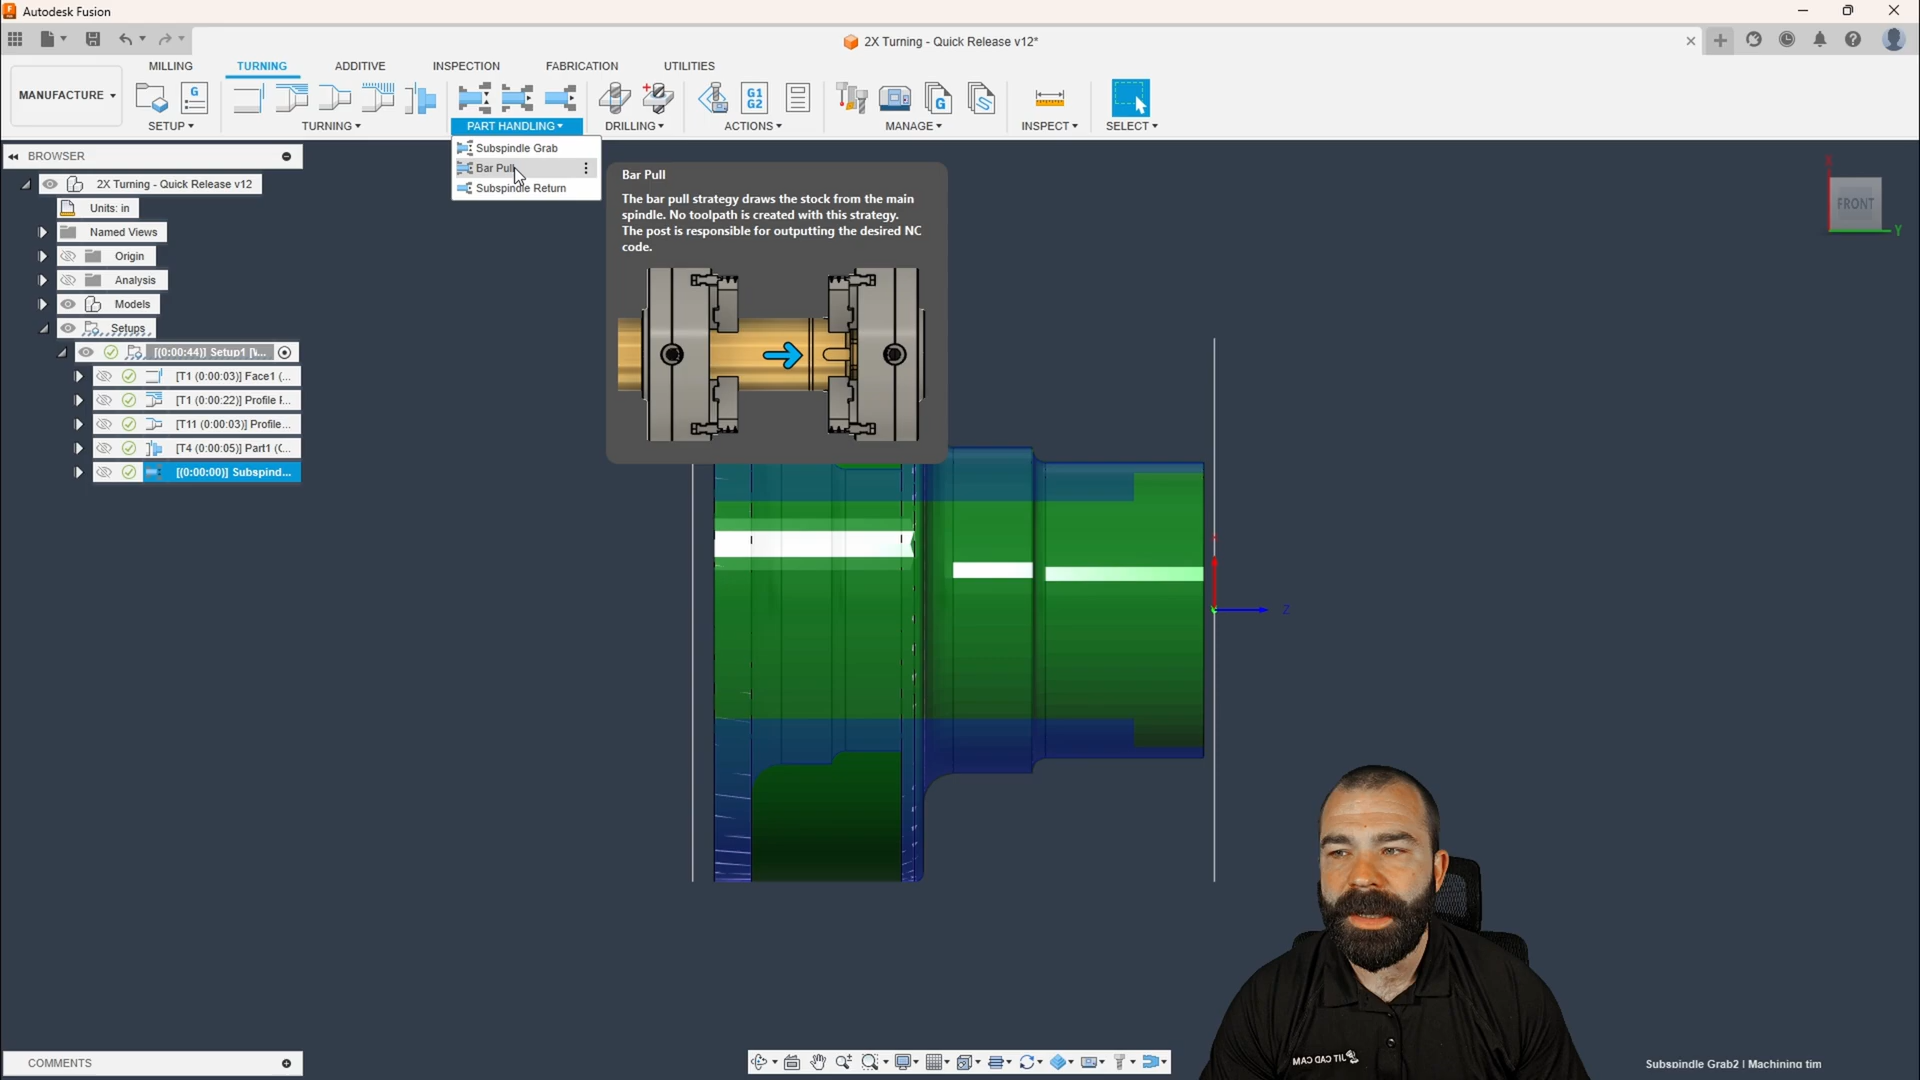 Autodesk Fusion
2X Turning - Quick Release v12*
MILLING
TURNING
ADDITIVE
INSPECTION
FABRICATION
UTILITIES
MANUFACTURE
SETUP
TURNING
PART HANDLING
DRILLING
G1
G2
ACTIONS
MANAGE
INSPECT
SELECT
BROWSER
Subspindle Grab
Bar Pull
Subspindle Return
Bar Pull
The bar pull strategy draws the stock from the main
spindle. No toolpath is created with this strategy.
The post is responsible for outputting the desired NC
code.
2X Turning - Quick Release v12
Units: in
Named Views
Origin
Analysis
Models
Setups
[(0:00:44)] Setup1 [V...
[T1 (0:00:03)] Face1 (...
[T1 (0:00:22)] Profile F...
[T11 (0:00:03)] Profile...
[T4 (0:00:05)] Part1 (C...
[(0:00:00)] Subspind...
FRONT
Y
Z
JIT CAD CAM
COMMENTS
Subspindle Grab2 | Machining tim